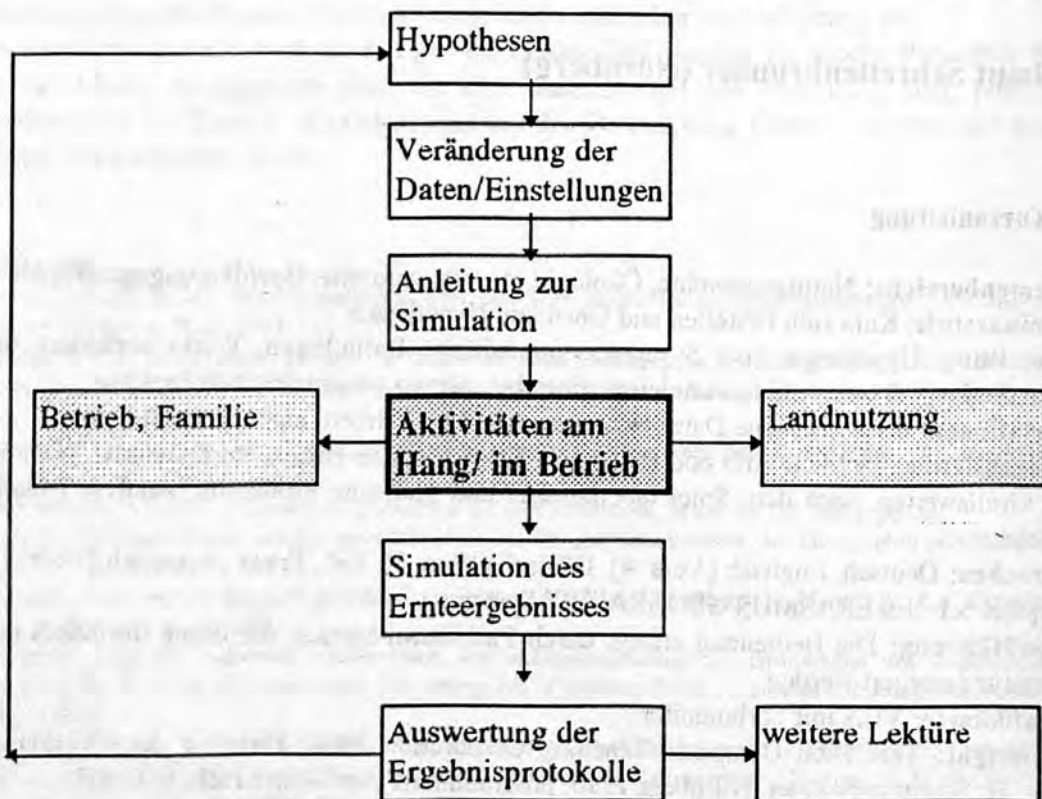 Hypothesen
Veränderung der
Daten/Einstellungen
Anleitung zur
Simulation
Betrieb, Familie
Aktivitäten am
Hang/ im Betrieb
Landnutzung
Simulation des
Ernteergebnisses
Auswertung der
Ergebnisprotokolle
weitere Lektüre